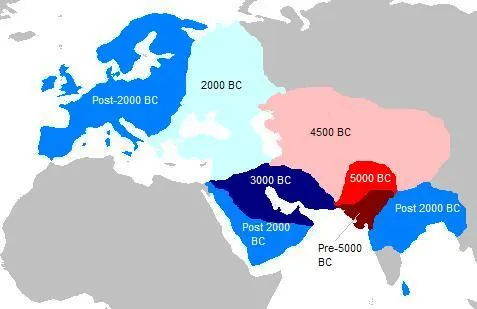 2000 BC
Post-2000 BC
4500 BC
3000 BC
5000 BC
Post 2000
BC
Post 2000 BC
Pre-5000
BC